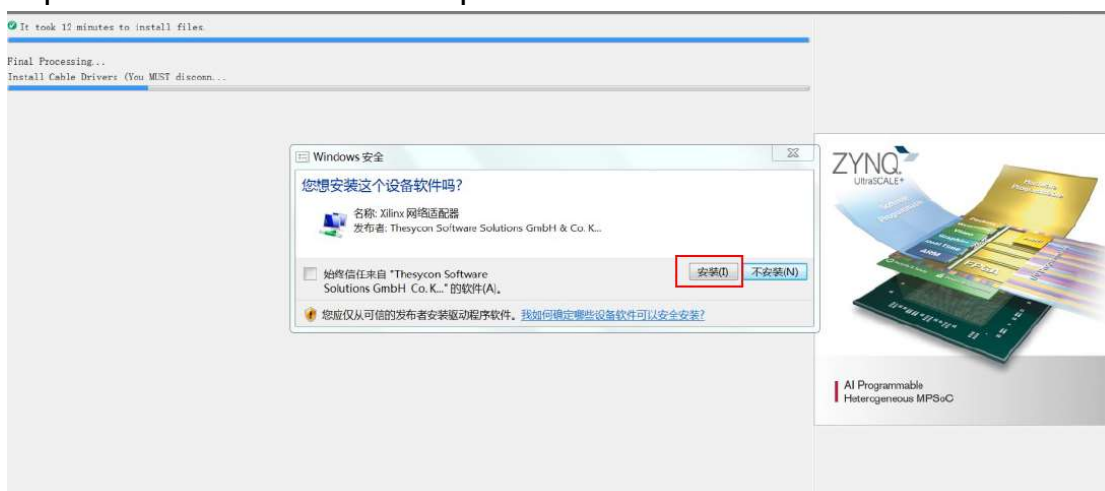 It took 12 minutes to install files.
Final Processing...
Install Cable Drivers (You MUST disconn...
Windows 安全
您想安装这个设备软件吗?
名称: Xilinx 网络适配器
发布者: Thesycon Software Solutions GmbH & Co. K...
始终信任来自 "Thesycon Software
Solutions GmbH Co. K..." 的软件(A)。
安装(I)
不安装(N)
您应仅从可信的发布者安装驱动程序软件。 我如何确定哪些设备软件可以安全安装?
ZYNQ
UltraSCALE+
ARM
FPGA
AI Programmable
Heterogeneous MPSoC